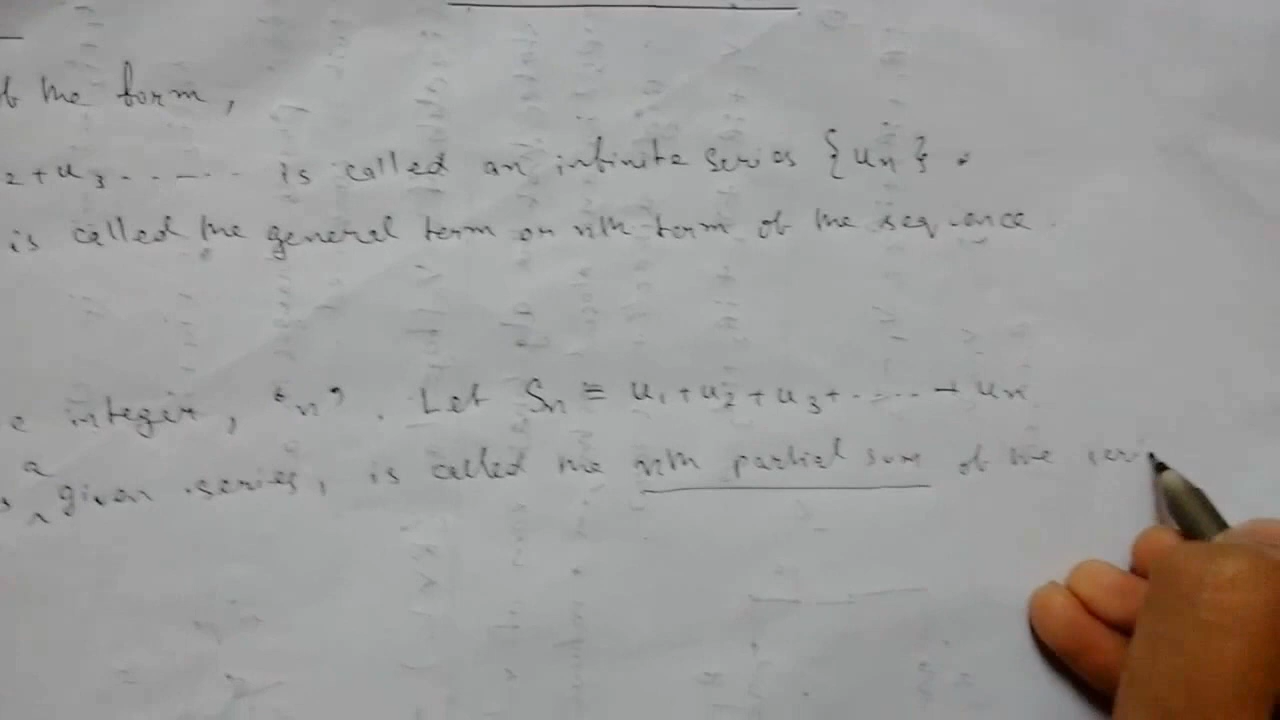 of the form,
2 + u3 ........ is called an infinite series {un}.
is called the general term or nth term of the sequence.
e integer, "n". Let Sn = u1 + u2 + u3 + ...... + un
a
s given series, is called the nth partial sum of the seri